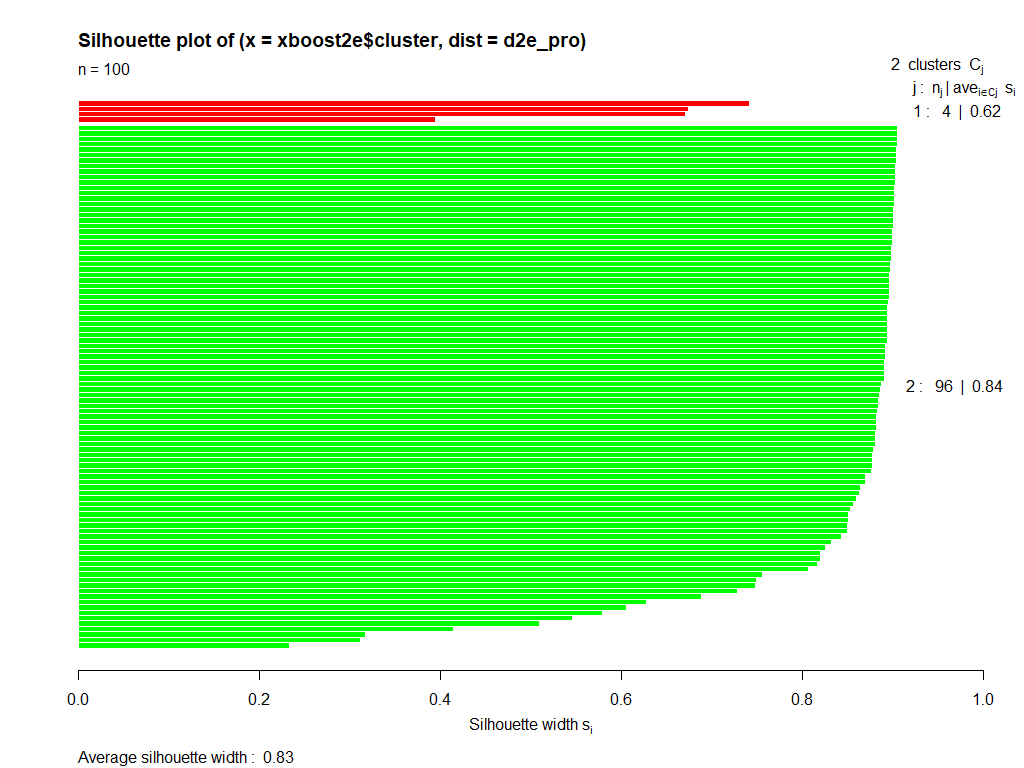 Silhouette plot of (x = xboost2e$cluster, dist = d2e_pro)
n = 100
2 clusters Cj
j : nj | avei∈Cj si
1 : 4 | 0.62
2 : 96 | 0.84
0.0 0.2 0.4 0.6 0.8 1.0
Silhouette width si
Average silhouette width : 0.83